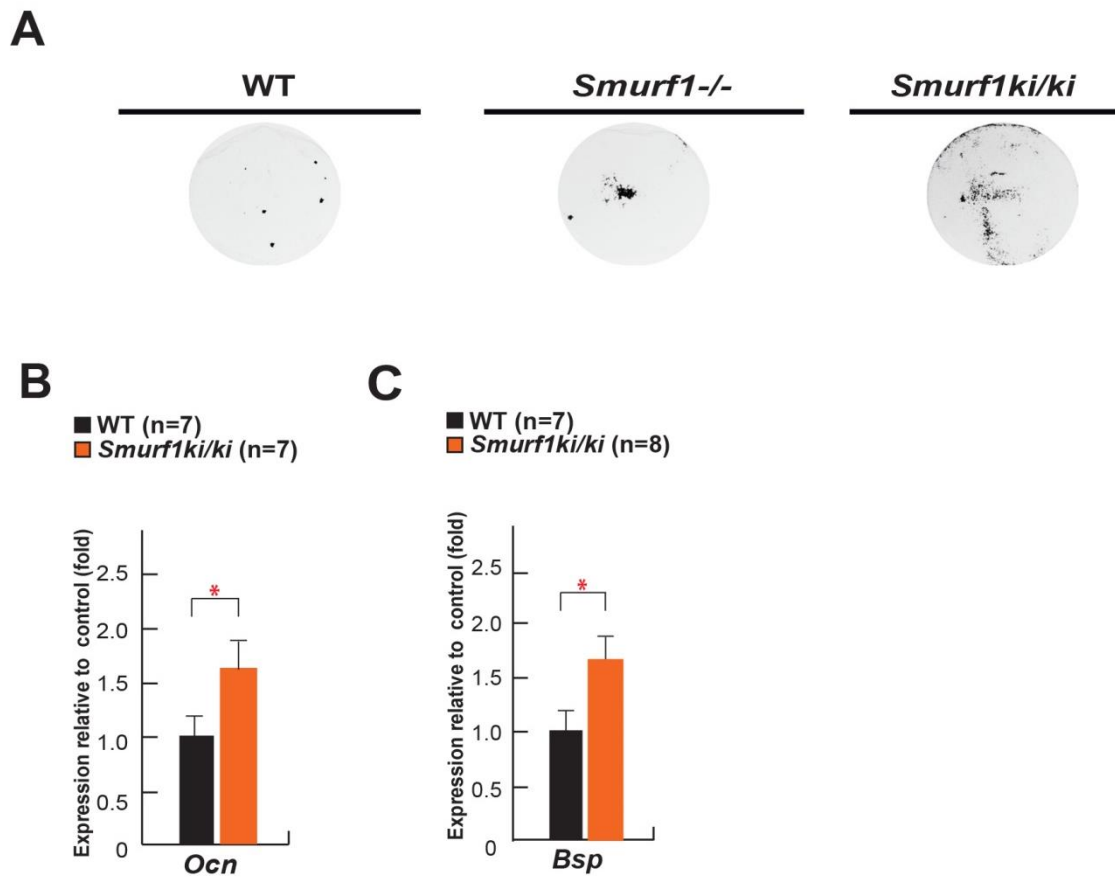 A
WT
Smurf1-/-
Smurf1ki/ki
B
WT (n=7)
Smurf1ki/ki (n=7)
Expression relative to control (fold)
2.5
*
2.0
1.5
1.0
0.5
0
Ocn
C
WT (n=7)
Smurf1ki/ki (n=8)
Expression relative to control (fold)
2.5
*
2.0
1.5
1.0
0.5
0
Bsp